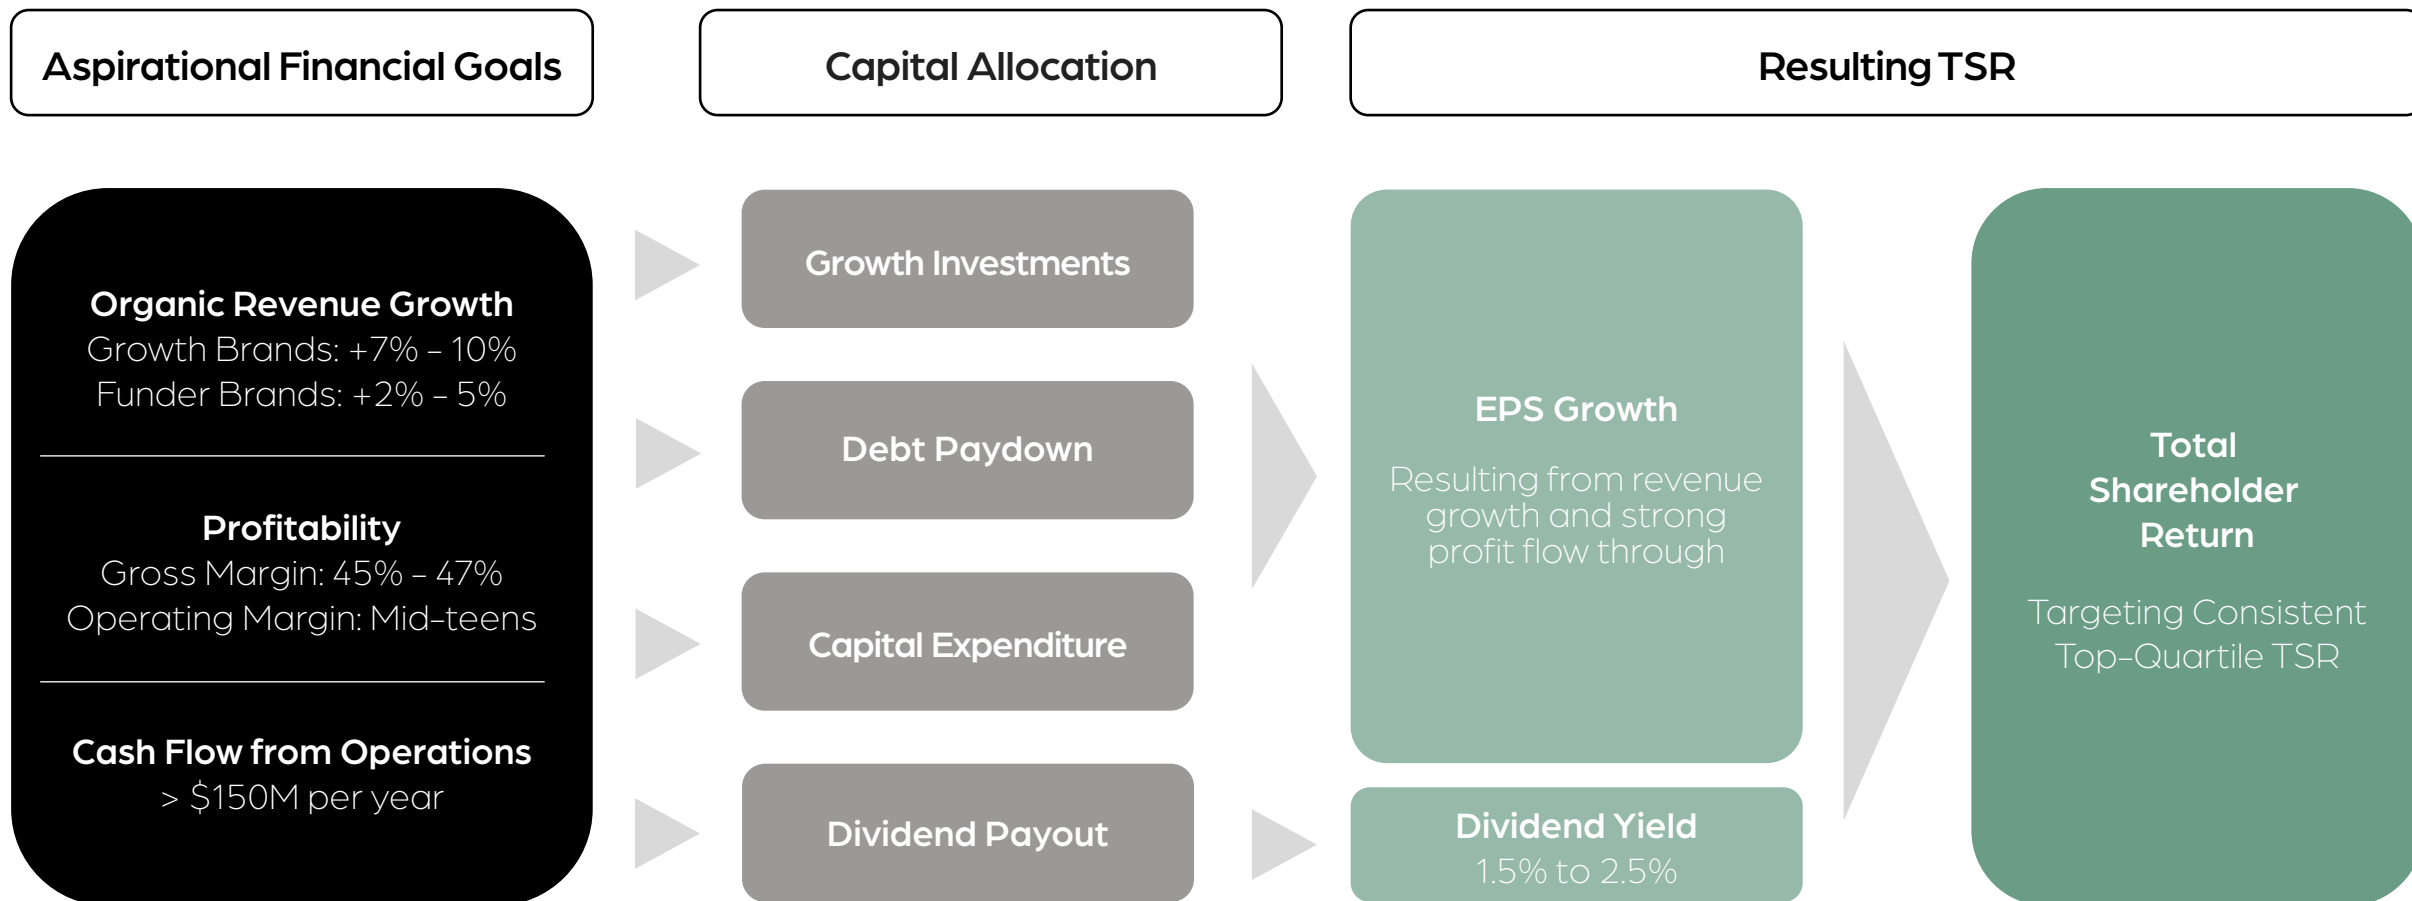 Aspirational Financial Goals
Capital Allocation
Resulting TSR
Organic Revenue Growth
Growth Brands: +7% – 10%
Funder Brands: +2% – 5%
Profitability
Gross Margin: 45% – 47%
Operating Margin: Mid-teens
Cash Flow from Operations
> $150M per year
Growth Investments
Debt Paydown
Capital Expenditure
Dividend Payout
EPS Growth
Resulting from revenue
growth and strong
profit flow through
Dividend Yield
1.5% to 2.5%
Total
Shareholder
Return
Targeting Consistent
Top-Quartile TSR